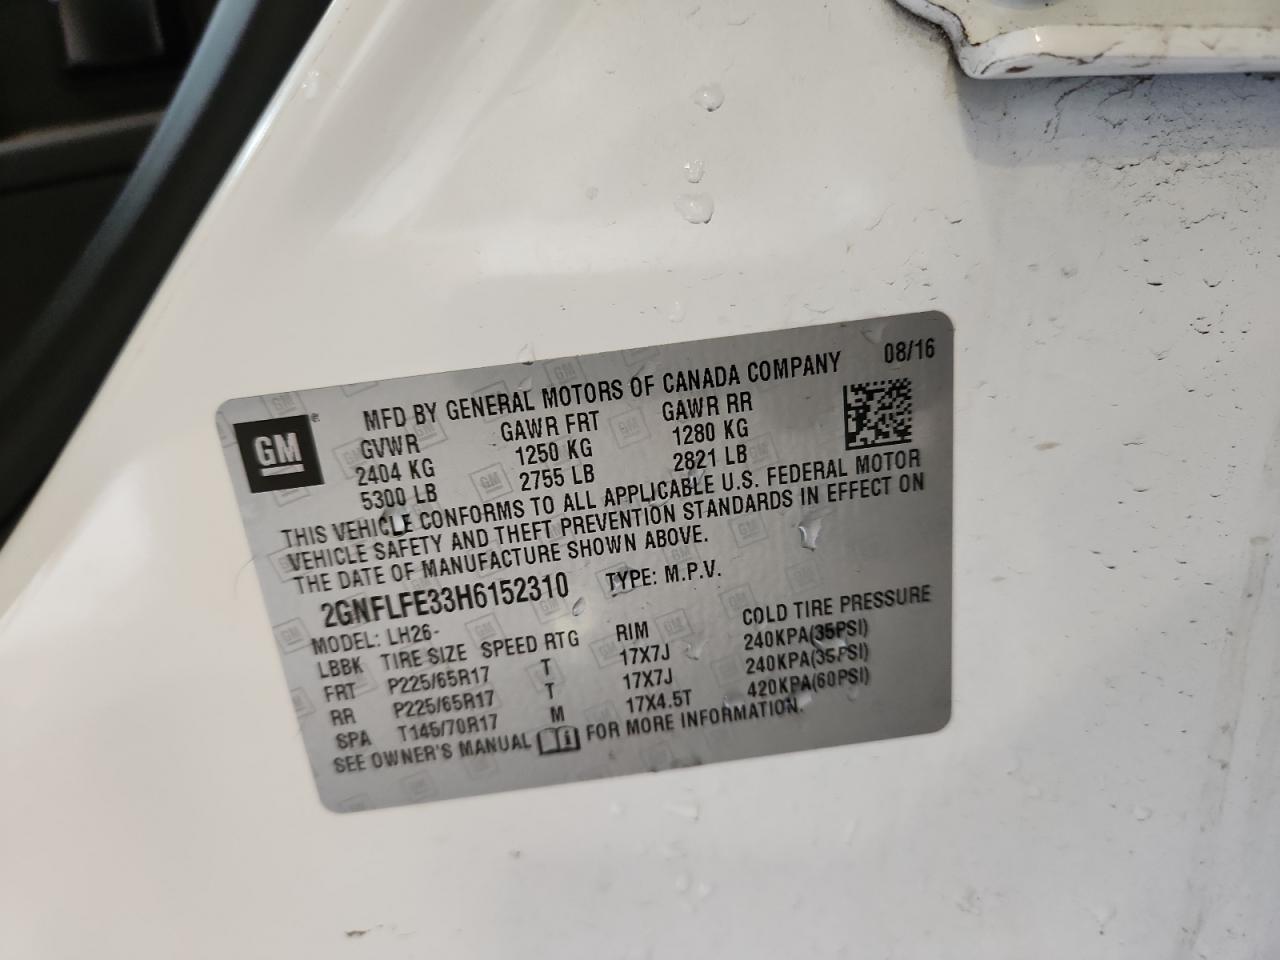 GM
MFD BY GENERAL MOTORS OF CANADA COMPANY 08/16
GVWR GAWR FRT GAWR RR
2404 KG 1250 KG 1280 KG
5300 LB 2755 LB 2821 LB
THIS VEHICLE CONFORMS TO ALL APPLICABLE U.S. FEDERAL MOTOR
VEHICLE SAFETY AND THEFT PREVENTION STANDARDS IN EFFECT ON
THE DATE OF MANUFACTURE SHOWN ABOVE.
2GNFLFE33H6152310 TYPE: M.P.V.
MODEL: LH26-
LBBK TIRE SIZE SPEED RTG RIM COLD TIRE PRESSURE
FRT P225/65R17 T 17X7J 240KPA(35PSI)
RR P225/65R17 T 17X7J 240KPA(35PSI)
SPA T145/70R17 M 17X4.5T 420KPA(60PSI)
SEE OWNER'S MANUAL FOR MORE INFORMATION.